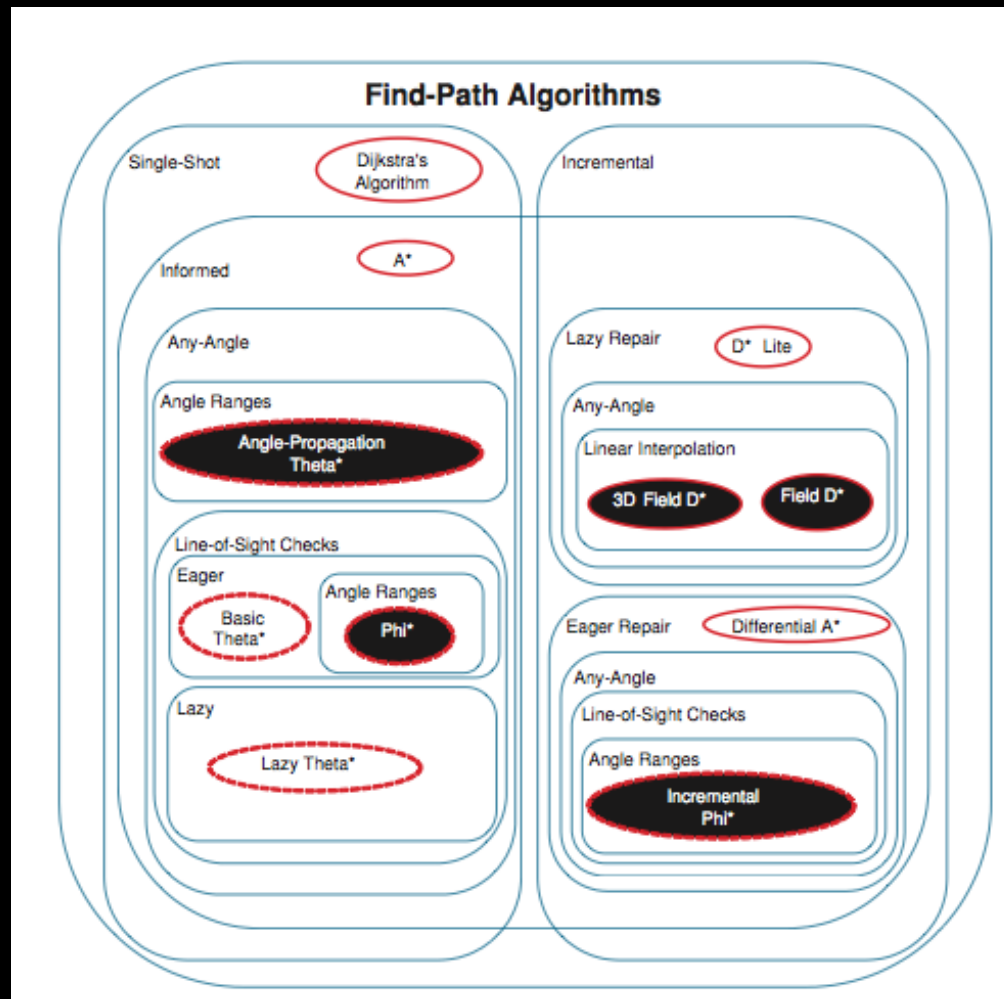 Find-Path Algorithms
Single-Shot
Dijkstra's
Algorithm
Informed
A*
Any-Angle
Angle Ranges
Angle-Propagation
Theta*
Line-of-Sight Checks
Eager
Basic
Theta*
Angle Ranges
Phi*
Lazy
Lazy Theta*
Incremental
Lazy Repair
D* Lite
Any-Angle
Linear Interpolation
3D Field D*
Field D*
Eager Repair
Differential A*
Any-Angle
Line-of-Sight Checks
Angle Ranges
Incremental
Phi*